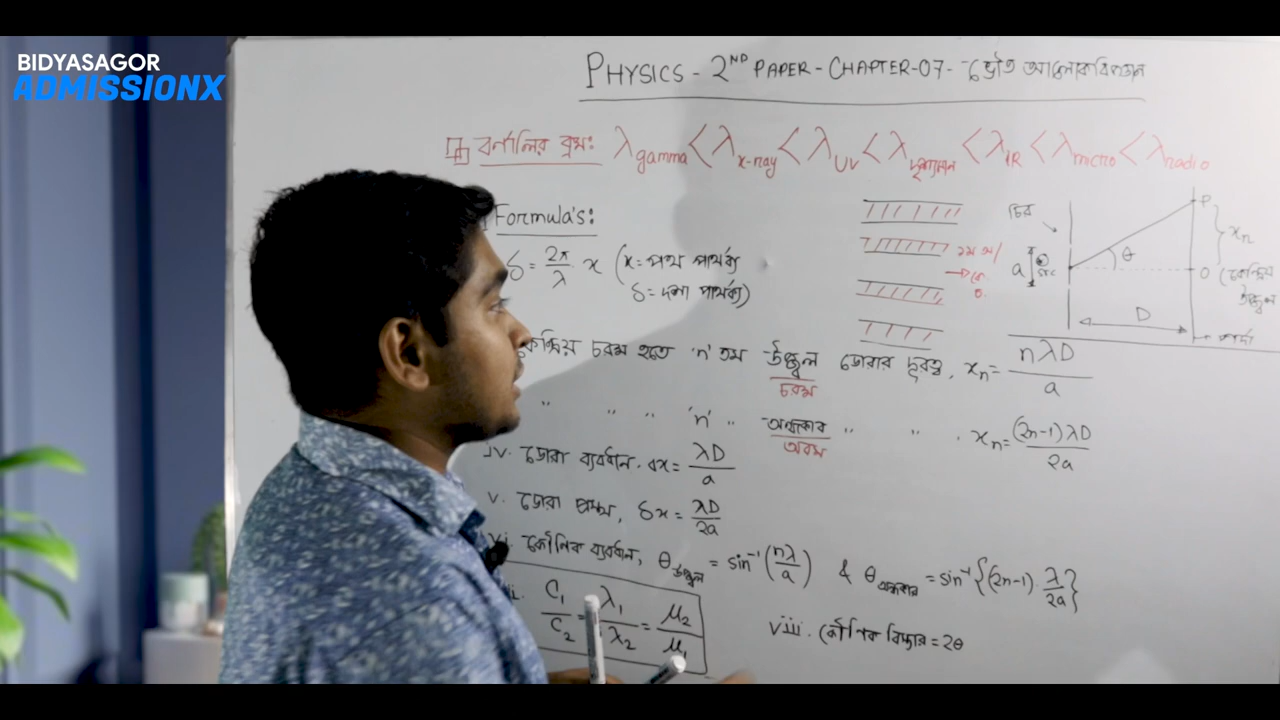 BIDYASAGOR
ADMISSIONX
PHYSICS - 2ND PAPER - CHAPTER-07 - ভৌত আলোকবিজ্ঞান
বর্ণালির ক্রম: λgamma < λx-ray < λUV < λদৃশ্যমান < λIR < λmicro < λradio
Formula's:
δ = 2π/λ x (x = পথ পার্থক্য
δ = দশা পার্থক্য)
চির
a
D
θ
P
xn
O (কেন্দ্রিয়
উজ্জ্বল
পর্দা
কেন্দ্রিয় চরম হতে 'n' তম উজ্জ্বল ডোরার দূরত্ব, xn = nλD/a
চরম
" " " 'n' " অন্ধকার " " , xn = (2n-1)λD/2a
অবম
iv. ডোরা ব্যবধান, Δx = λD/a
v. ডোরা প্রস্থ, δx = λD/2a
vi. কৌণিক ব্যবধান, θউজ্জ্বল = sin⁻¹(nλ/a) & θঅন্ধকার = sin⁻¹{(2n-1) λ/2a}
C₁/C₂ = λ₁/λ₂ = μ₂/μ₁
viii. কৌণিক বিস্তার = 2θ